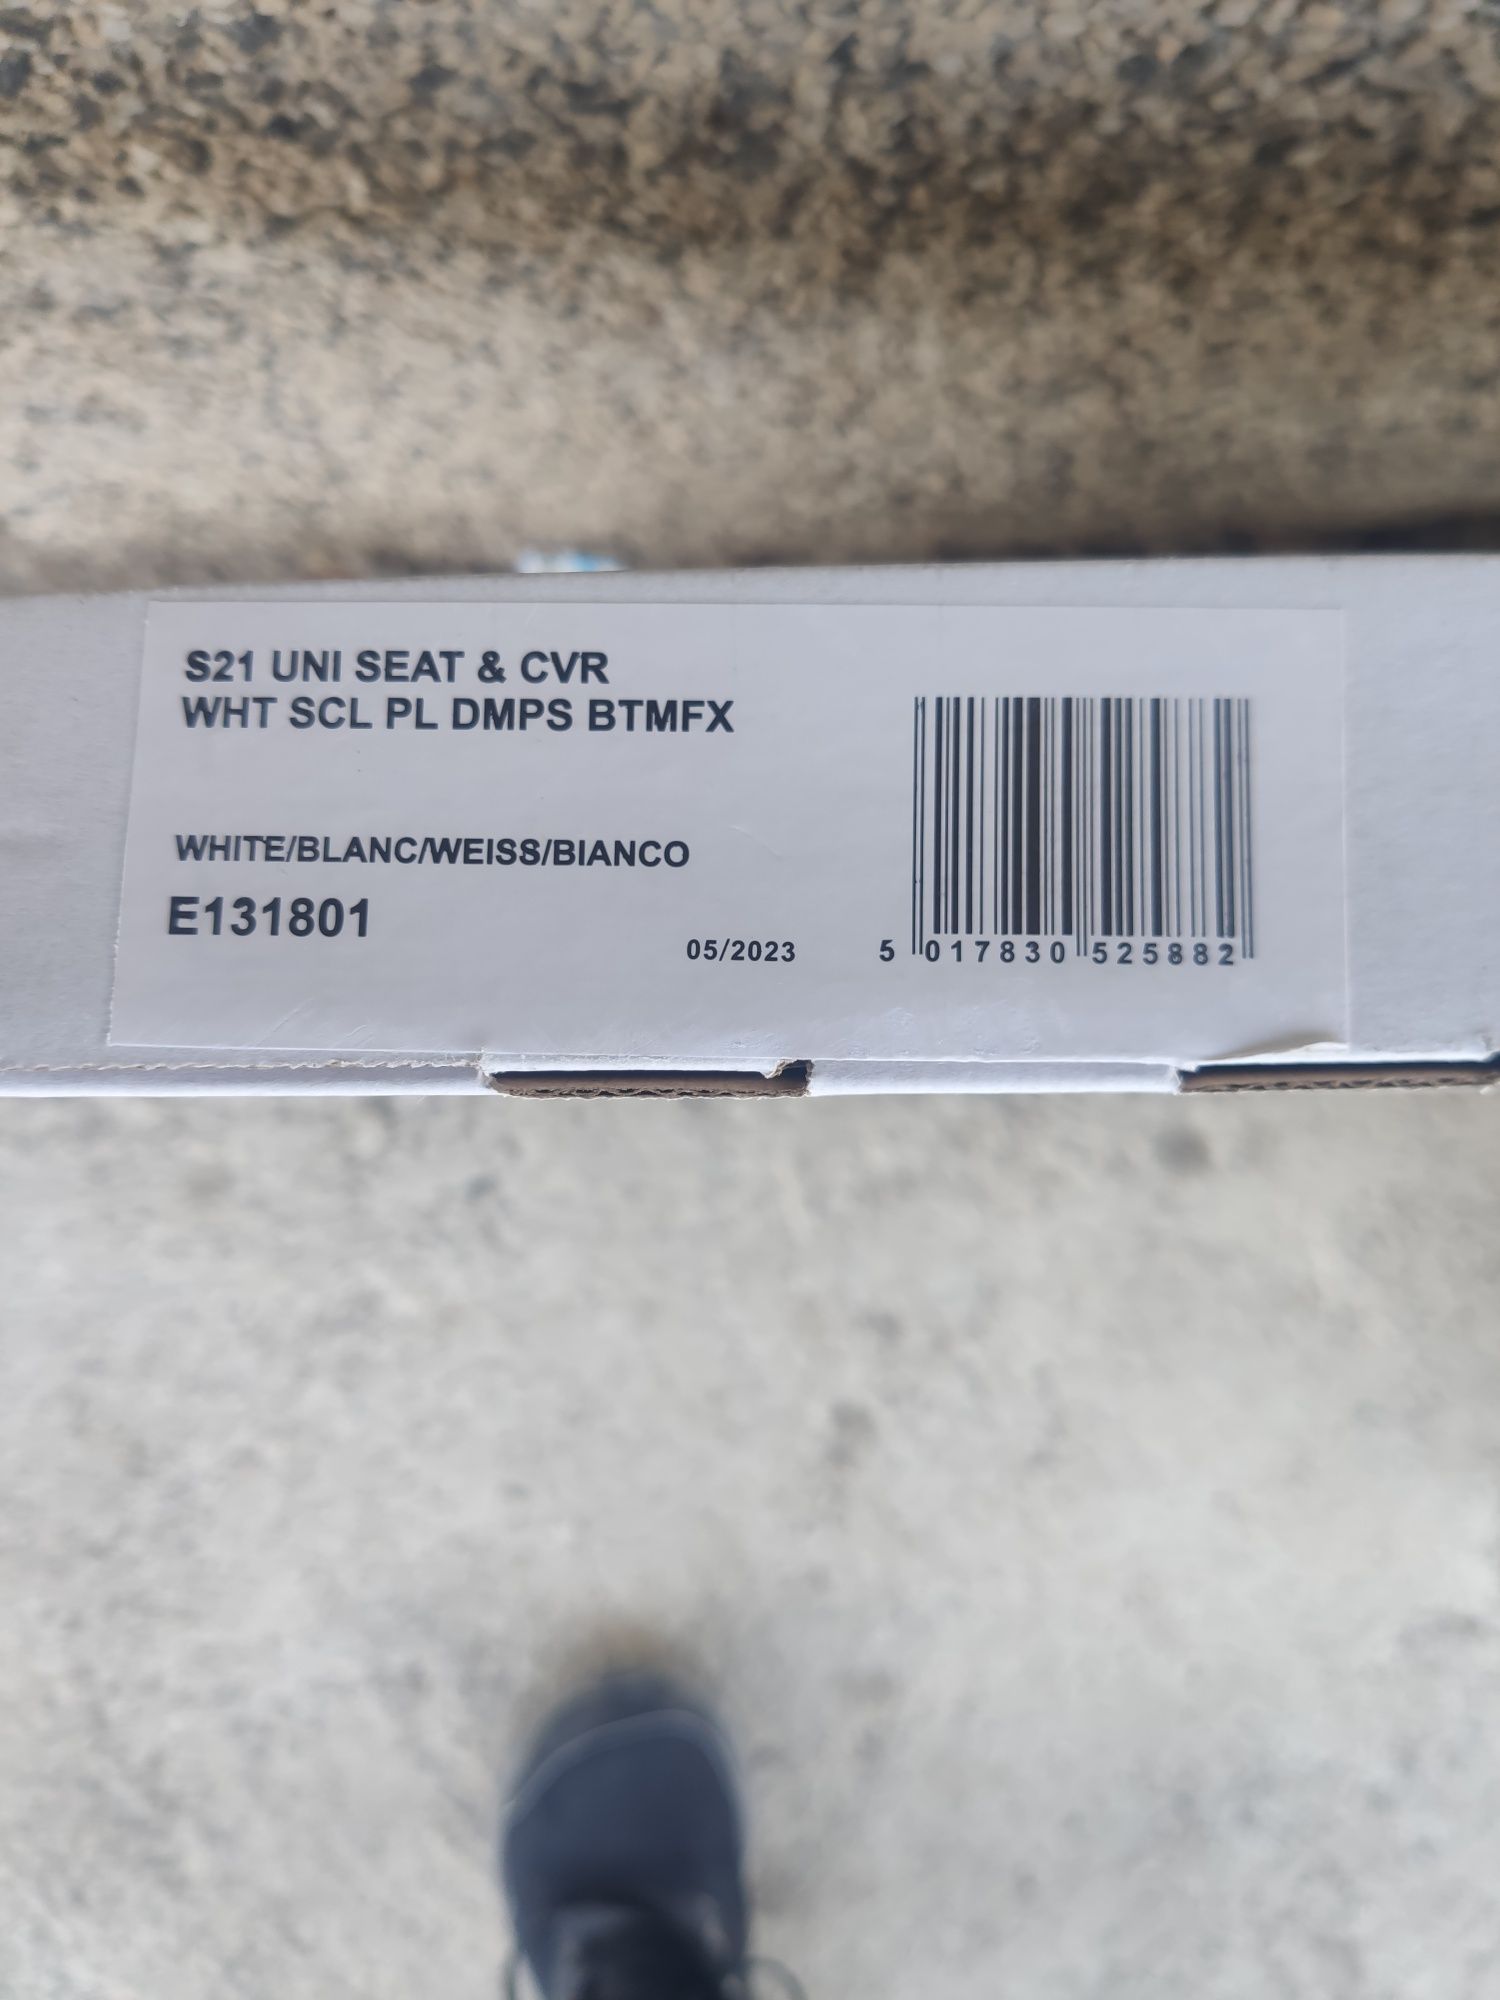 S21 UNI SEAT & CVR
WHT SCL PL DMPS BTMFX
WHITE/BLANC/WEISS/BIANCO
E131801
05/2023
5 017830 525882